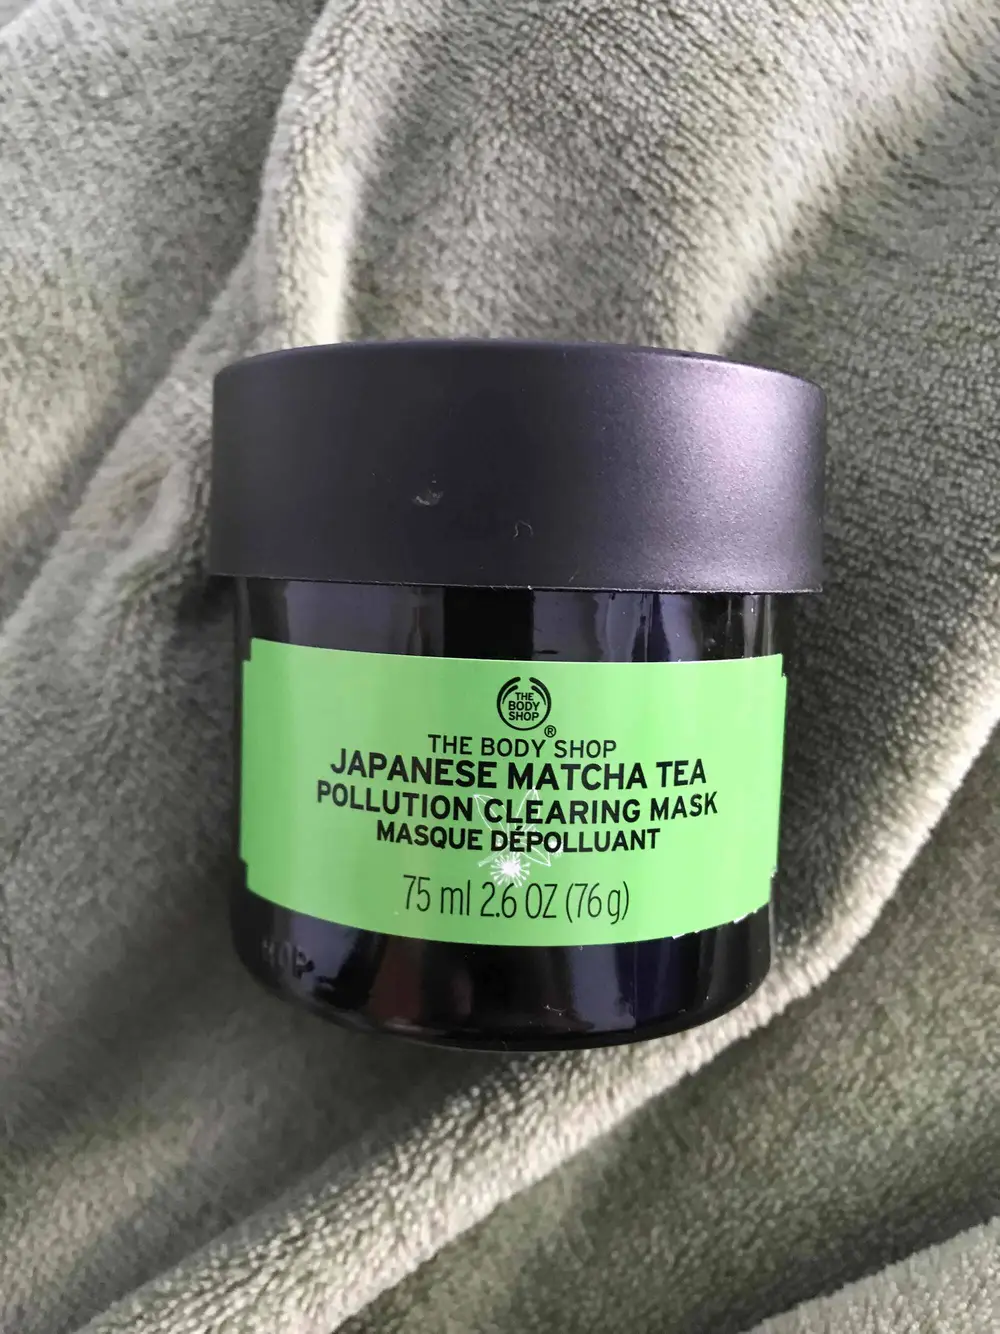 THE
BODY
SHOP
®
THE BODY SHOP
JAPANESE MATCHA TEA
POLLUTION CLEARING MASK
MASQUE DÉPOLLUANT
75 ml 2.6 OZ (76 g)